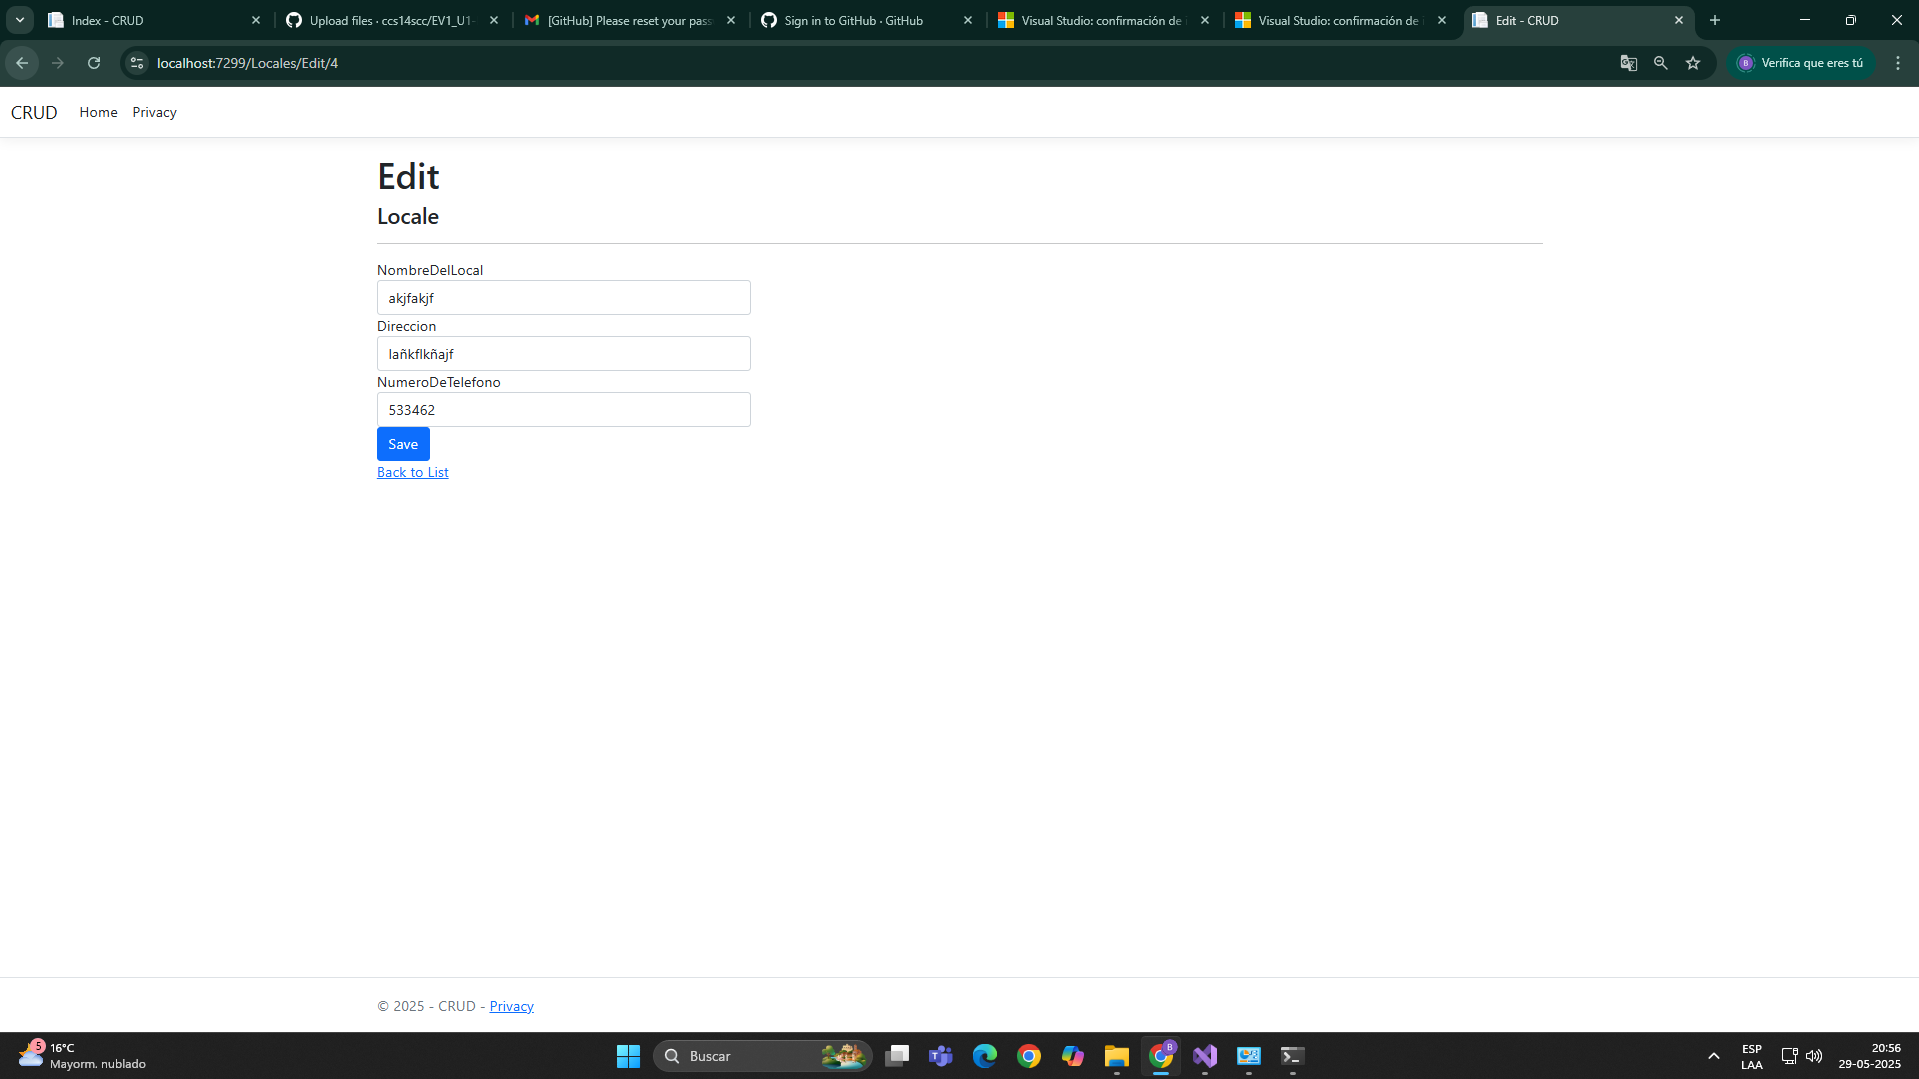 Index - CRUD
Upload files · ccs14scc/EV1_U1-
[GitHub] Please reset your pass
Sign in to GitHub · GitHub
Visual Studio: confirmación de
Visual Studio: confirmación de
Edit - CRUD
localhost:7299/Locales/Edit/4
B
Verifica que eres tú
CRUD
Home
Privacy
Edit
Locale
NombreDelLocal
akjfakjf
Direccion
lañkflkñajf
NumeroDeTelefono
533462
Save
Back to List
© 2025 - CRUD - Privacy
5
16°C
Mayorm. nublado
Buscar
B
ESP
LAA
20:56
29-05-2025